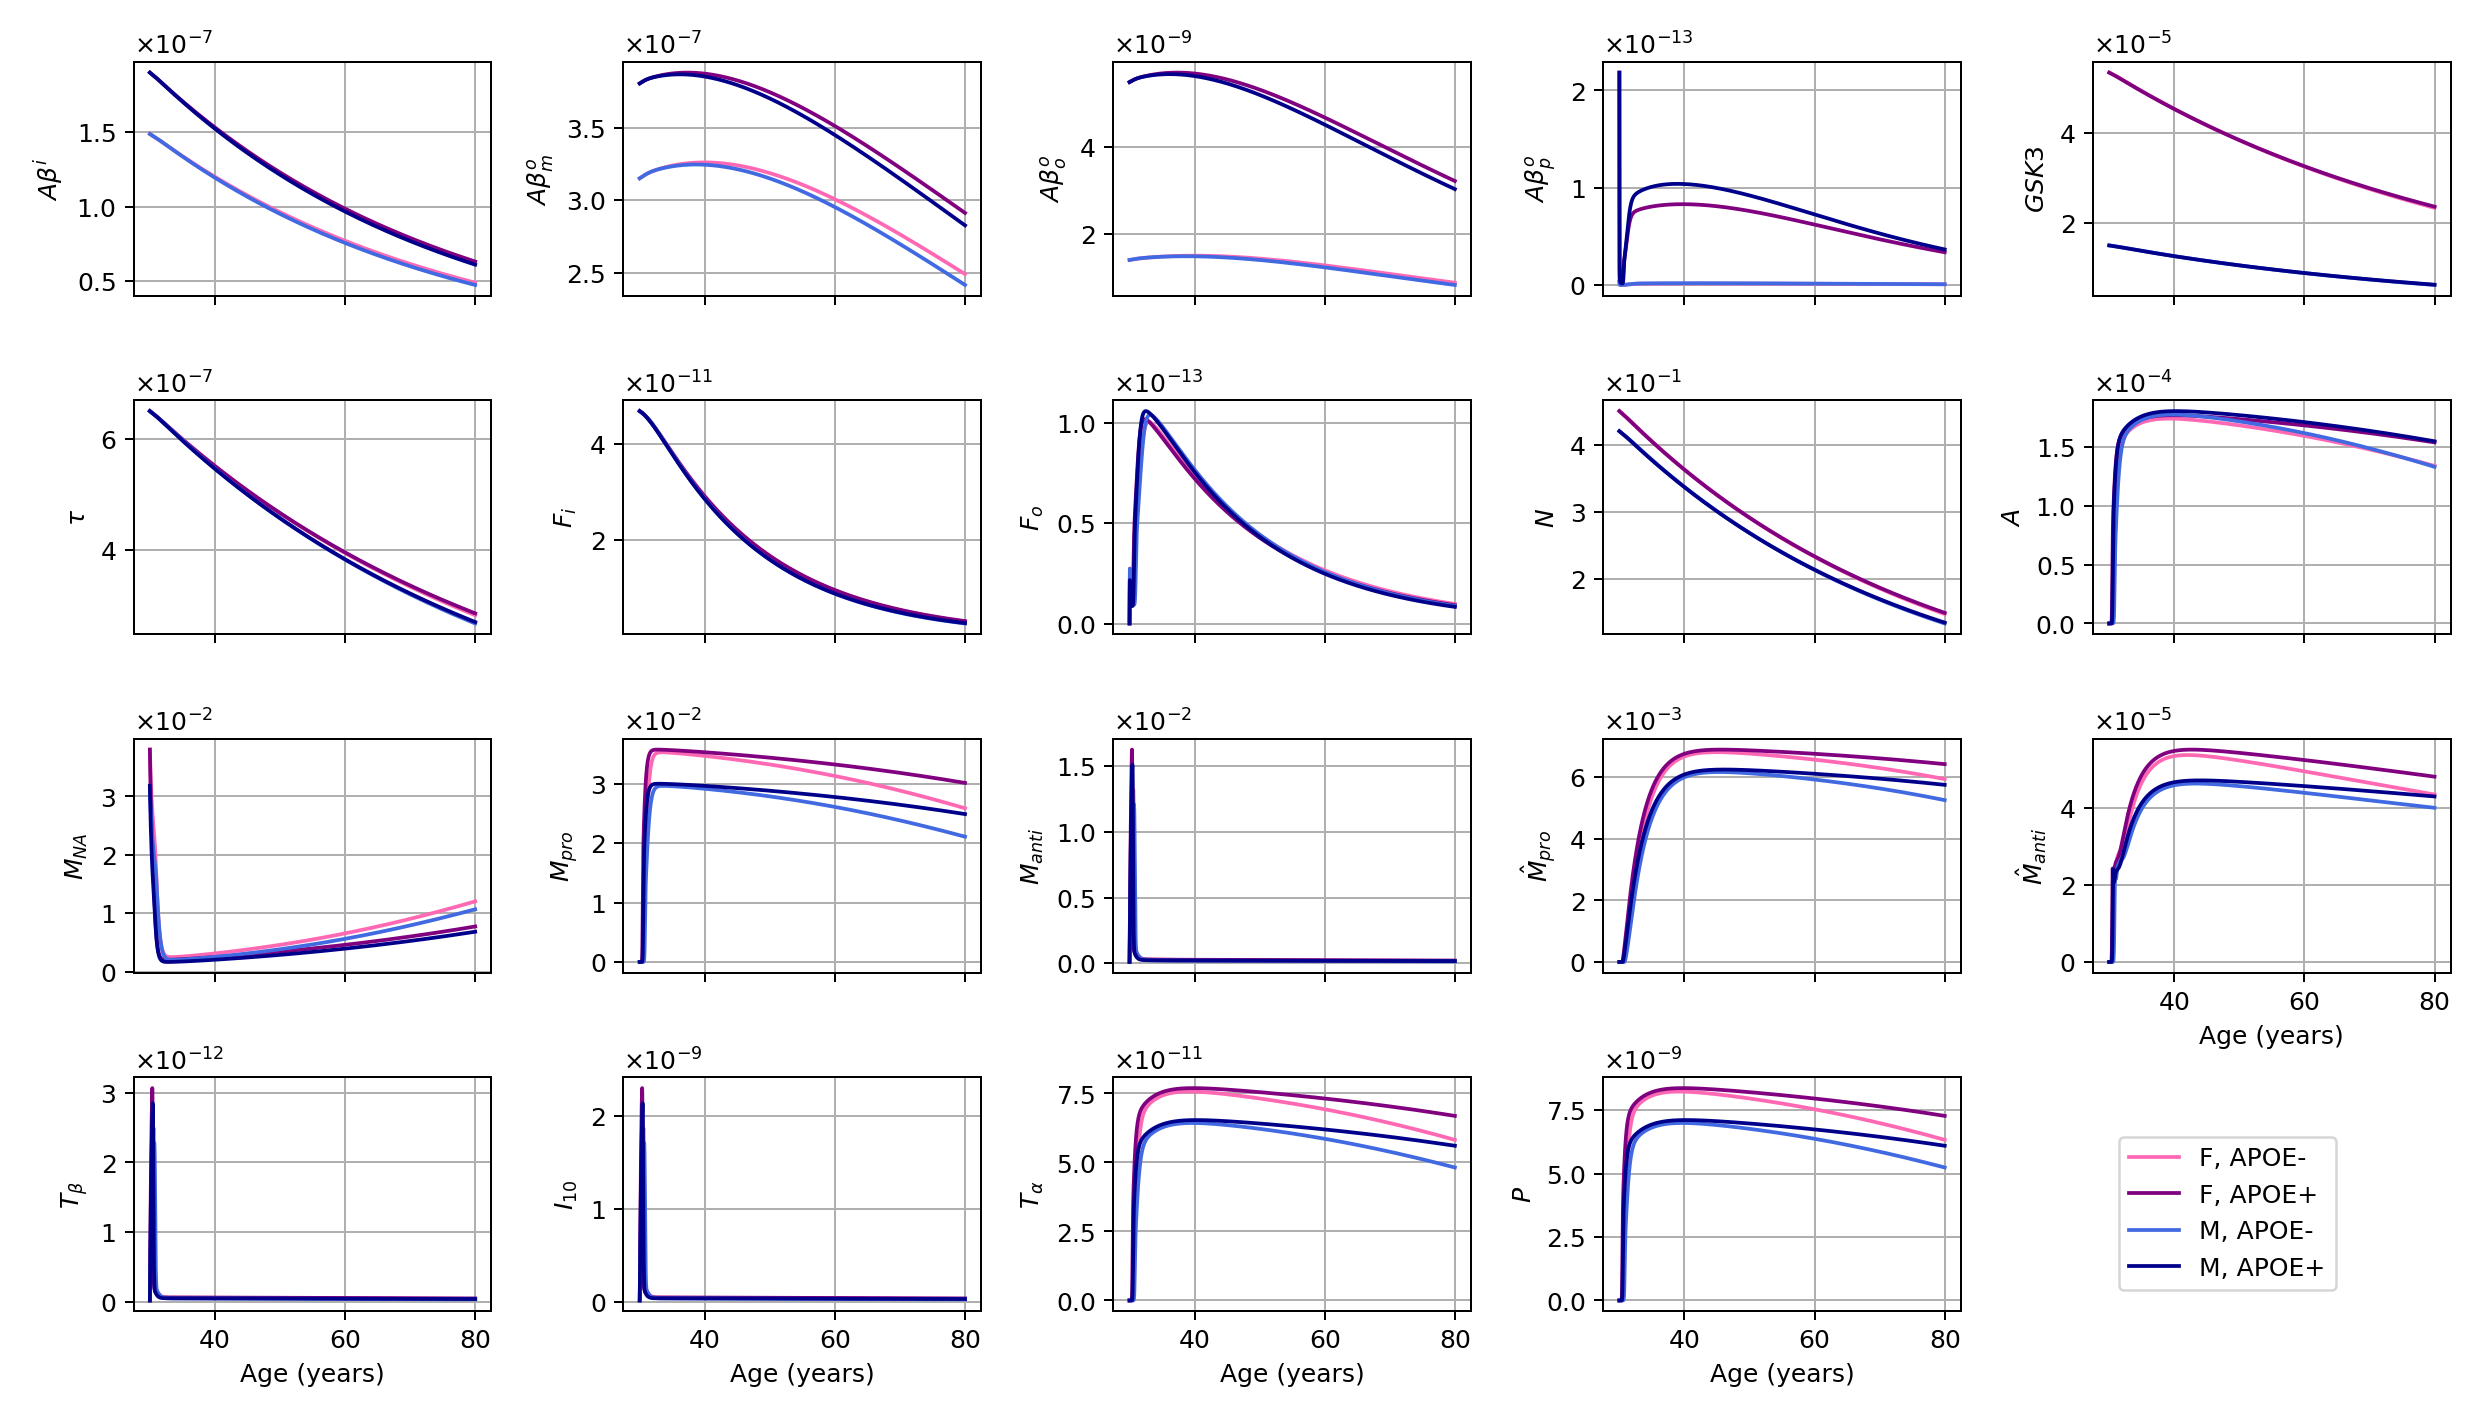 ×10⁻⁷ ×10⁻⁷ ×10⁻⁹ ×10⁻¹³ ×10⁻⁵
Aβⁱ 1.5 1.0 0.5
Aβₘᵒ 3.5 3.0 2.5
Aβₒᵒ 4 2
Aβₚᵒ 2 1 0
GSK3 4 2
×10⁻⁷ ×10⁻¹¹ ×10⁻¹³ ×10⁻¹ ×10⁻⁴
τ 6 4
Fᵢ 4 2
Fₒ 1.0 0.5 0.0
N 4 3 2
A 1.5 1.0 0.5 0.0
×10⁻² ×10⁻² ×10⁻² ×10⁻³ ×10⁻⁵
M_NA 3 2 1 0
M_pro 3 2 1 0
M_anti 1.5 1.0 0.5 0.0
M̂_pro 6 4 2 0
M̂_anti 4 2 0
40 60 80
Age (years)
×10⁻¹² ×10⁻⁹ ×10⁻¹¹ ×10⁻⁹
T_β 3 2 1 0
I₁₀ 2 1 0
T_α 7.5 5.0 2.5 0.0
P 7.5 5.0 2.5 0.0
F, APOE-
F, APOE+
M, APOE-
M, APOE+
40 60 80 40 60 80 40 60 80 40 60 80
Age (years) Age (years) Age (years) Age (years)